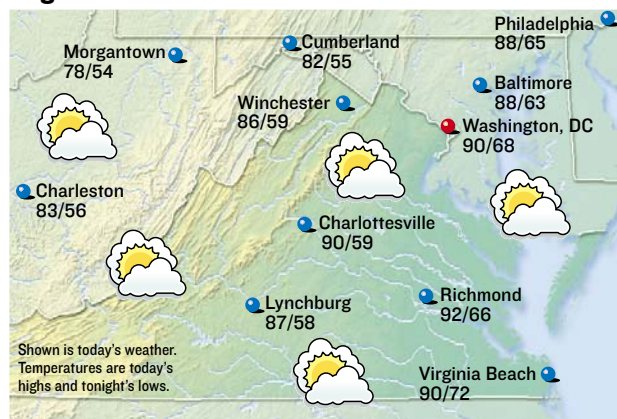 Philadelphia
88/65
Morgantown
78/54
Cumberland
82/55
Baltimore
88/63
Winchester
86/59
Washington, DC
90/68
Charleston
83/56
Charlottesville
90/59
Lynchburg
87/58
Richmond
92/66
Shown is today's weather.
Temperatures are today's
highs and tonight's lows.
Virginia Beach
90/72